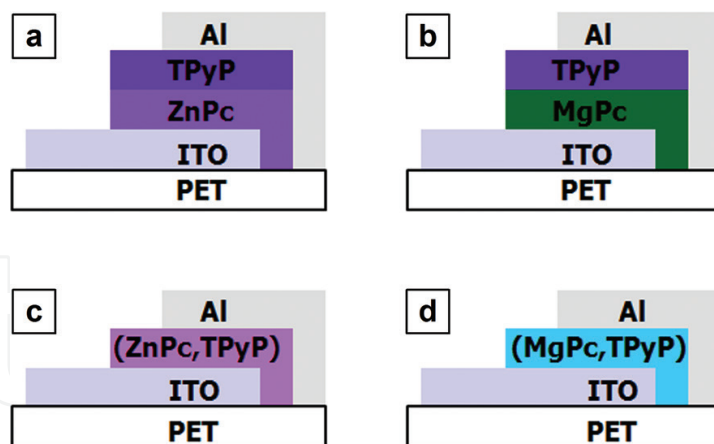 a
Al
TPyP
ZnPc
ITO
PET
b
Al
TPyP
MgPc
ITO
PET
c
Al
(ZnPc,TPyP)
ITO
PET
d
Al
(MgPc,TPyP)
ITO
PET